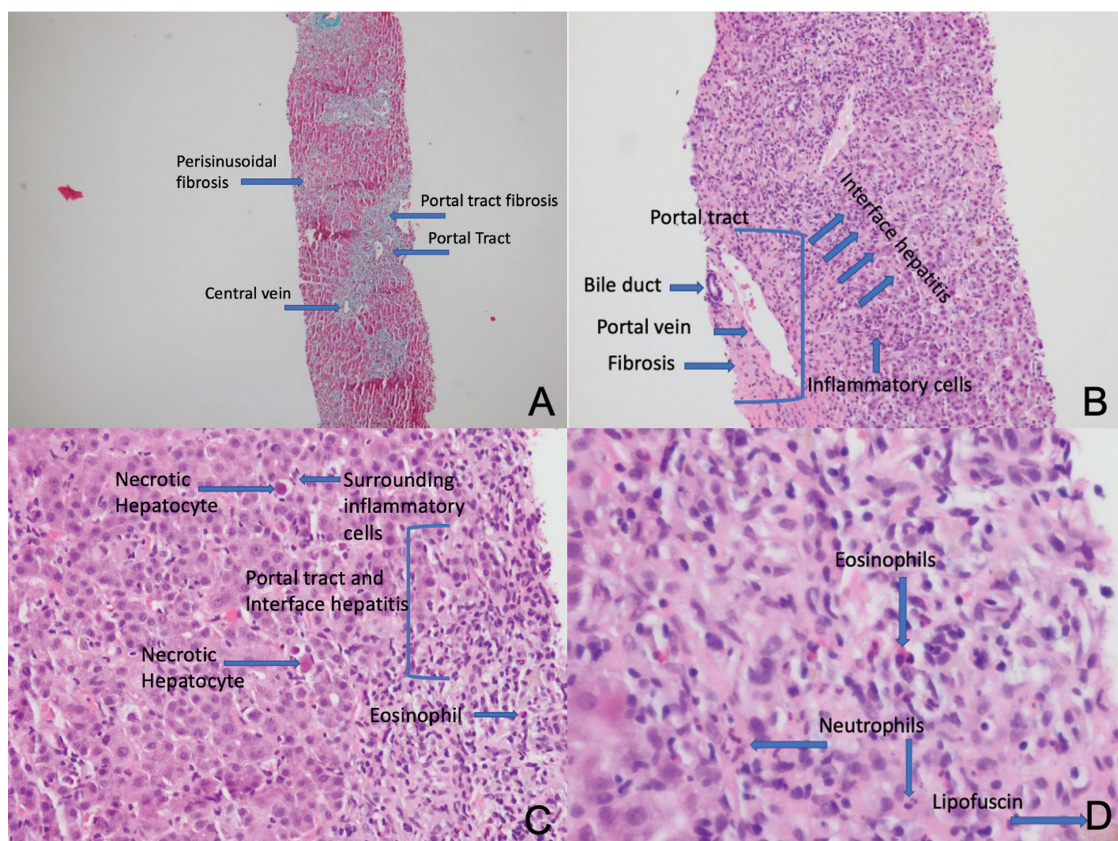 Perisinusoidal
fibrosis
Portal tract fibrosis
Portal Tract
Central vein
A
Portal tract
Interface hepatitis
Bile duct
Portal vein
Fibrosis
Inflammatory cells
B
Necrotic
Hepatocyte
Surrounding
inflammatory
cells
Portal tract and
Interface hepatitis
Necrotic
Hepatocyte
Eosinophil
C
Eosinophils
Neutrophils
Lipofuscin
D